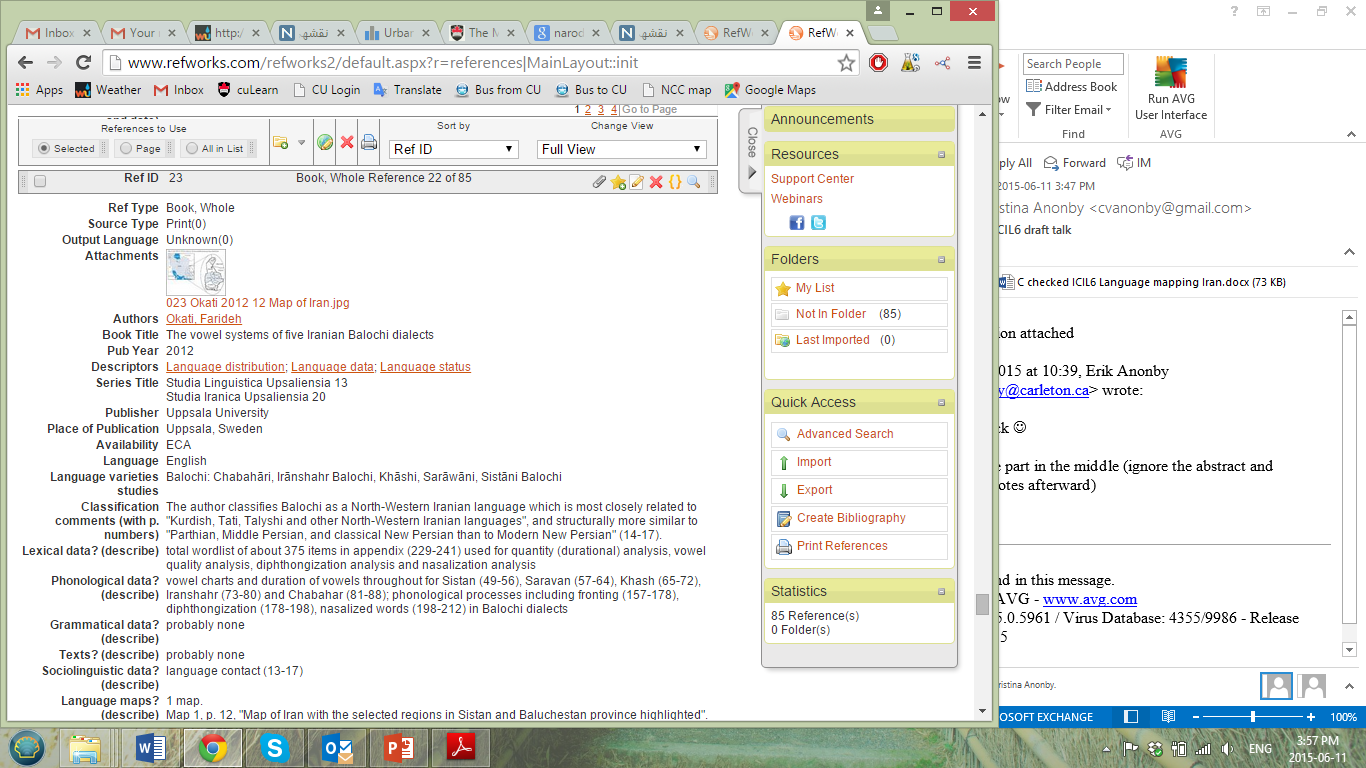 Inbox
Your
http:/
نقشه
Urbar
The M
narod
نقشه
RefW
RefW
www.refworks.com/refworks2/default.aspx?r=references|MainLayout::init
Apps Weather Inbox cuLearn CU Login Translate Bus from CU Bus to CU NCC map Google Maps
1 2 3 4 | Go to Page
References to Use
Selected Page All in List
Sort by
Ref ID
Change View
Full View
Ref ID 23 Book, Whole Reference 22 of 85
Ref Type Book, Whole
Source Type Print(0)
Output Language Unknown(0)
Attachments
023 Okati 2012 12 Map of Iran.jpg
Authors Okati, Farideh
Book Title The vowel systems of five Iranian Balochi dialects
Pub Year 2012
Descriptors Language distribution; Language data; Language status
Series Title Studia Linguistica Upsaliensia 13
Studia Iranica Upsaliensia 20
Publisher Uppsala University
Place of Publication Uppsala, Sweden
Availability ECA
Language English
Language varieties Balochi: Chabahāri, Irānshahr Balochi, Khāshi, Sarāwāni, Sistāni Balochi
studies
Classification The author classifies Balochi as a North-Western Iranian language which is most closely related to
comments (with p. "Kurdish, Tati, Talyshi and other North-Western Iranian languages", and structurally more similar to
numbers) "Parthian, Middle Persian, and classical New Persian than to Modern New Persian" (14-17).
Lexical data? (describe) total wordlist of about 375 items in appendix (229-241) used for quantity (durational) analysis, vowel
quality analysis, diphthongization analysis and nasalization analysis
Phonological data? vowel charts and duration of vowels throughout for Sistan (49-56), Saravan (57-64), Khash (65-72),
(describe) Iranshahr (73-80) and Chabahar (81-88); phonological processes including fronting (157-178),
diphthongization (178-198), nasalized words (198-212) in Balochi dialects
Grammatical data? probably none
(describe)
Texts? (describe) probably none
Sociolinguistic data? language contact (13-17)
(describe)
Language maps? 1 map.
(describe) Map 1, p. 12, "Map of Iran with the selected regions in Sistan and Baluchestan province highlighted".
Close
Announcements
Resources
Support Center
Webinars
Folders
My List
Not In Folder (85)
Last Imported (0)
Quick Access
Advanced Search
Import
Export
Create Bibliography
Print References
Statistics
85 Reference(s)
0 Folder(s)
Search People
Address Book
Filter Email
Find
Run AVG
User Interface
AVG
ply All Forward IM
2015-06-11 3:47 PM
stina Anonby <cvanonby@gmail.com>
CIL6 draft talk
C checked ICIL6 Language mapping Iran.docx (73 KB)
on attached
015 at 10:39, Erik Anonby
y@carleton.ca> wrote:
ck ☺
e part in the middle (ignore the abstract and
otes afterward)
nd in this message.
AVG - www.avg.com
5.0.5961 / Virus Database: 4355/9986 - Release
5
ristina Anonby.
OSOFT EXCHANGE 100%
ENG
3:57 PM
2015-06-11